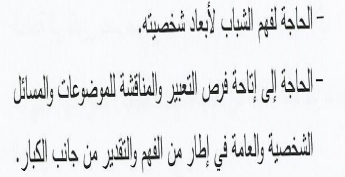 - الحاجة لفهم الشباب لأبعاد شخصيته.
- الحاجة إلى إتاحة فرص التعبير والمناقشة للموضوعات والمسائل
الشخصية والعامة في إطار من الفهم والتقدير من جانب الكبار.